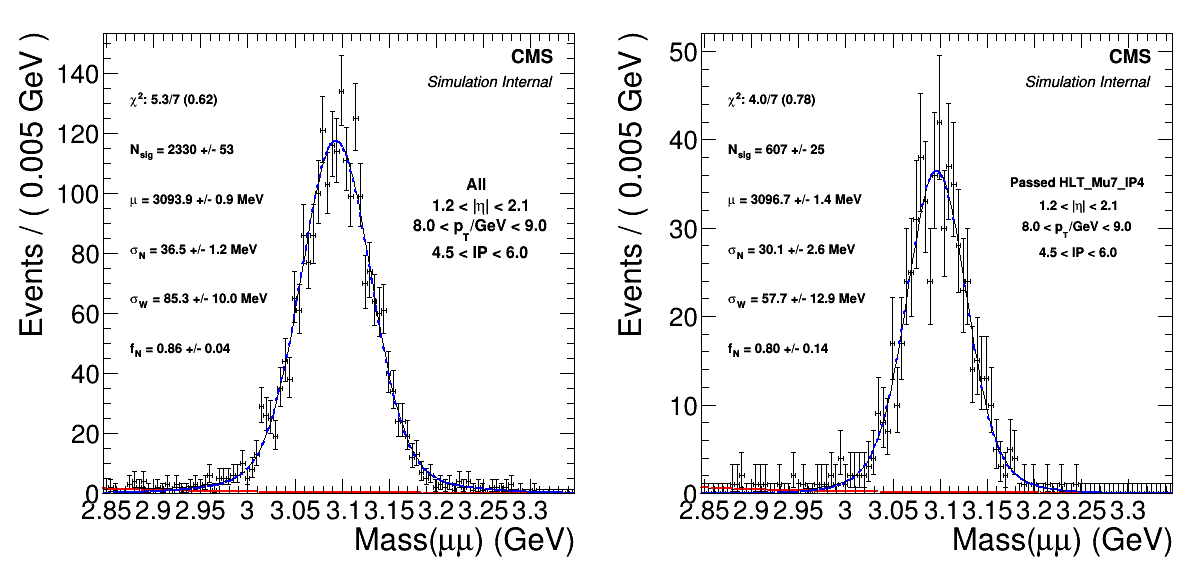 CMS
Simulation Internal
χ²: 5.3/7 (0.62)
N_sig = 2330 +/- 53
μ = 3093.9 +/- 0.9 MeV
σ_N = 36.5 +/- 1.2 MeV
σ_W = 85.3 +/- 10.0 MeV
f_N = 0.86 +/- 0.04
All
1.2 < |η| < 2.1
8.0 < p_T/GeV < 9.0
4.5 < IP < 6.0
Events / ( 0.005 GeV )
140
120
100
80
60
40
20
0
2.85 2.9 2.95 3 3.05 3.1 3.15 3.2 3.25 3.3
Mass(μμ) (GeV)
CMS
Simulation Internal
χ²: 4.0/7 (0.78)
N_sig = 607 +/- 25
μ = 3096.7 +/- 1.4 MeV
σ_N = 30.1 +/- 2.6 MeV
σ_W = 57.7 +/- 12.9 MeV
f_N = 0.80 +/- 0.14
Passed HLT_Mu7_IP4
1.2 < |η| < 2.1
8.0 < p_T/GeV < 9.0
4.5 < IP < 6.0
Events / ( 0.005 GeV )
50
40
30
20
10
0
2.85 2.9 2.95 3 3.05 3.1 3.15 3.2 3.25 3.3
Mass(μμ) (GeV)